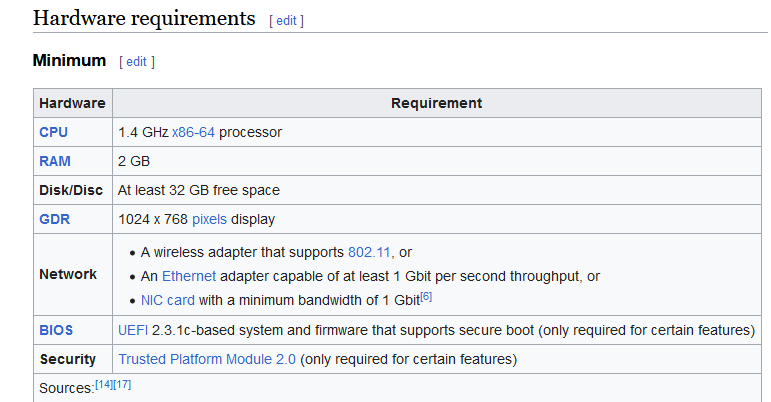 Hardware requirements [ edit ]
Minimum [ edit ]
Hardware Requirement
CPU 1.4 GHz x86-64 processor
RAM 2 GB
Disk/Disc At least 32 GB free space
GDR 1024 x 768 pixels display
Network
• A wireless adapter that supports 802.11, or
• An Ethernet adapter capable of at least 1 Gbit per second throughput, or
• NIC card with a minimum bandwidth of 1 Gbit[6]
BIOS UEFI 2.3.1c-based system and firmware that supports secure boot (only required for certain features)
Security Trusted Platform Module 2.0 (only required for certain features)
Sources:[14][17]